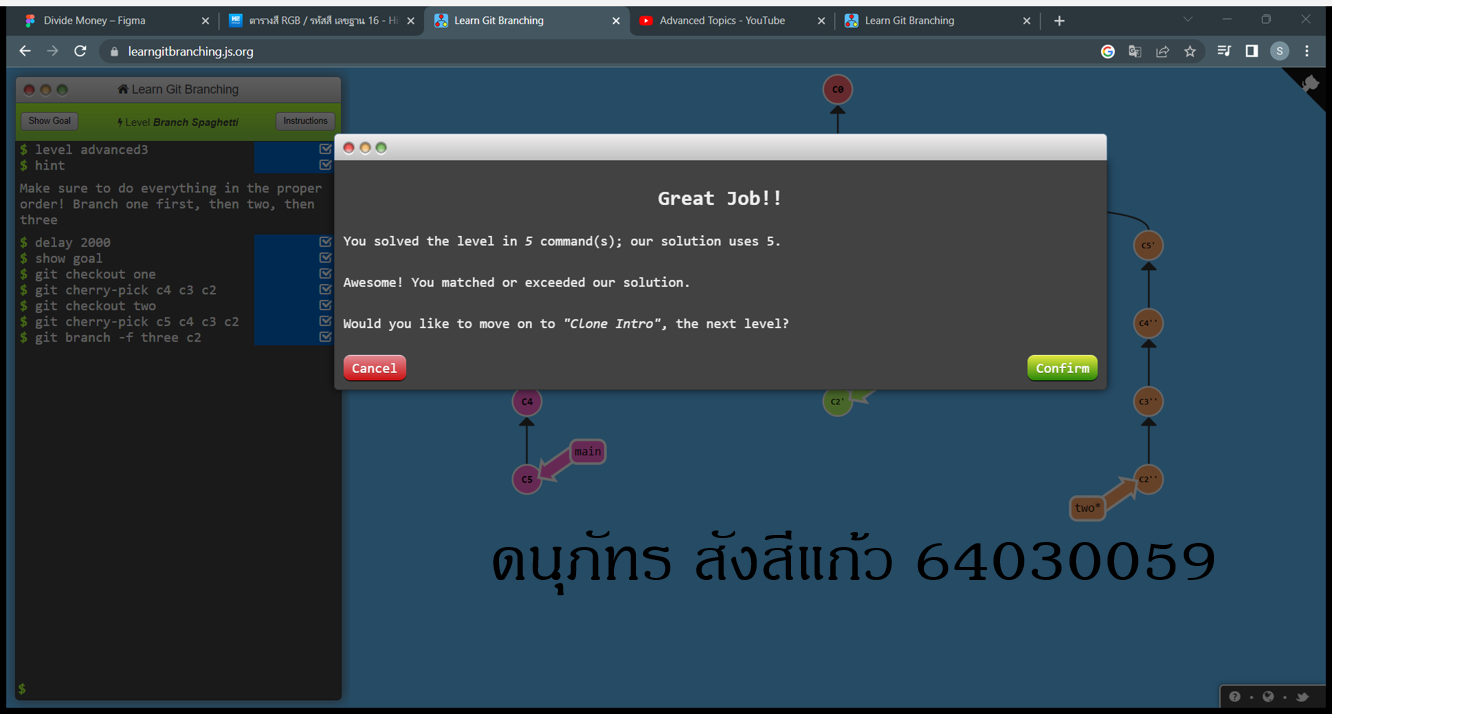 Divide Money – Figma
ตารางสี RGB / รหัสสี เลขฐาน 16 - Hi
Learn Git Branching
Advanced Topics - YouTube
Learn Git Branching
learngitbranching.js.org
S
Learn Git Branching
Show Goal
Level Branch Spaghetti
Instructions
$ level advanced3
$ hint
Make sure to do everything in the proper
order! Branch one first, then two, then
three
$ delay 2000
$ show goal
$ git checkout one
$ git cherry-pick c4 c3 c2
$ git checkout two
$ git cherry-pick c5 c4 c3 c2
$ git branch -f three c2
$
C0
Great Job!!
You solved the level in 5 command(s); our solution uses 5.
Awesome! You matched or exceeded our solution.
Would you like to move on to "Clone Intro", the next level?
Cancel
Confirm
C5'
C4''
C4
C2'
C3''
main
C5
C2''
two*
ดนุภัทร สังสีแก้ว 64030059